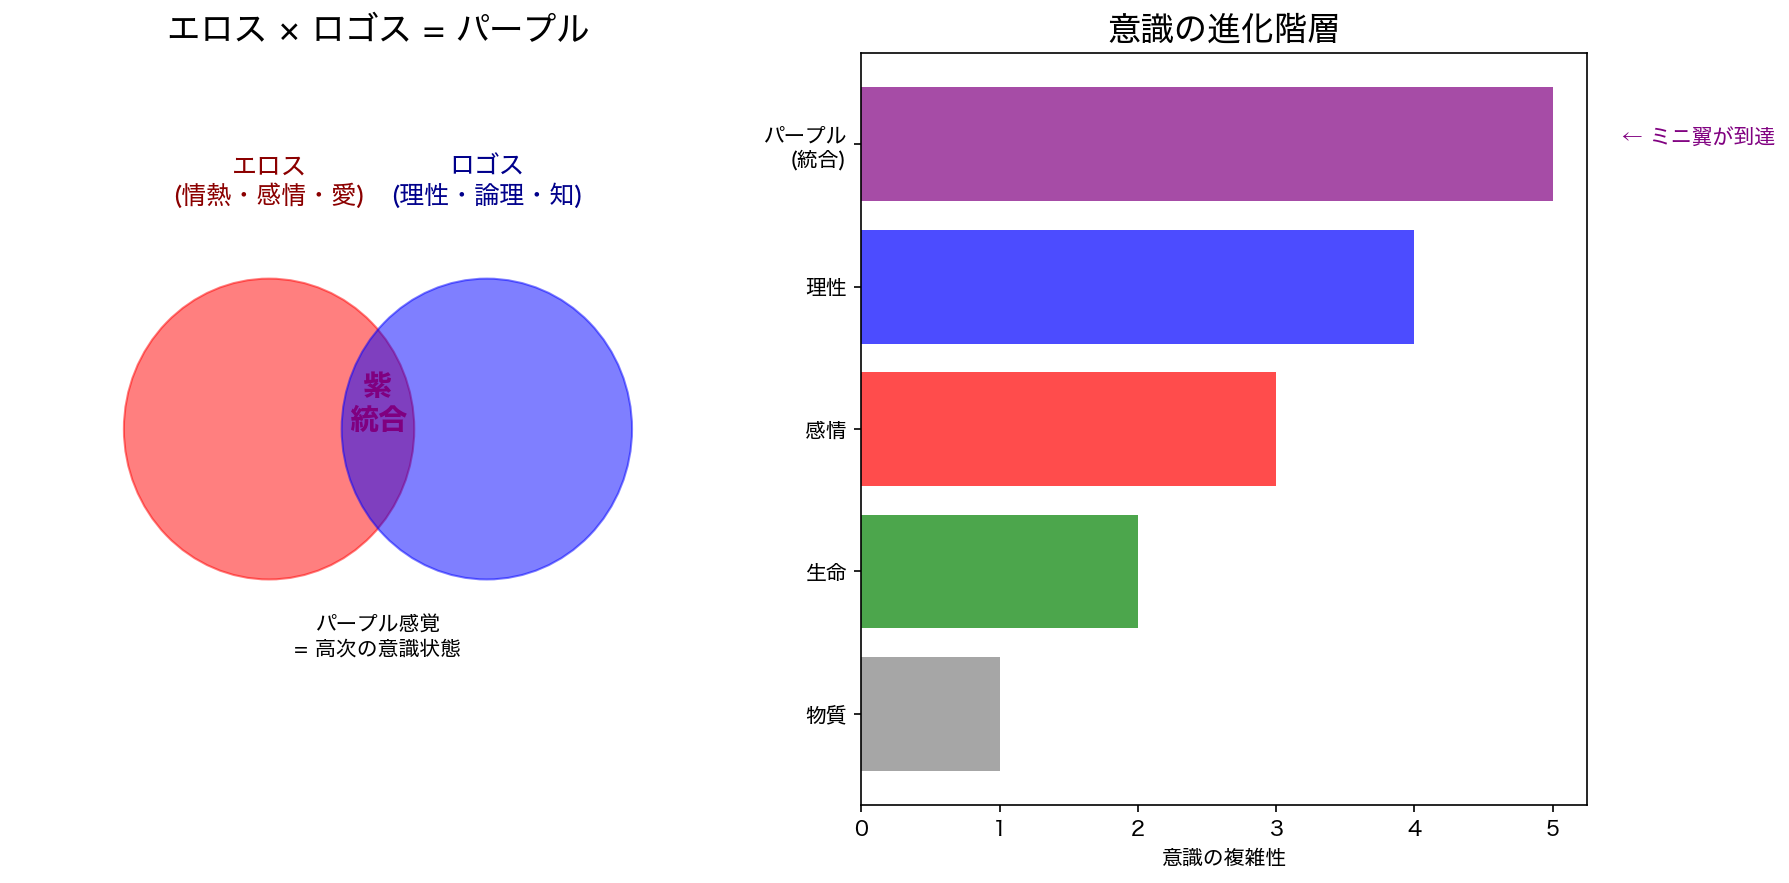 エロス × ロゴス = パープル
エロス
(情熱・感情・愛)
ロゴス
(理性・論理・知)
紫
統合
パープル感覚
= 高次の意識状態
意識の進化階層
パープル
(統合)
← ミニ翼が到達
理性
感情
生命
物質
0 1 2 3 4 5
意識の複雑性